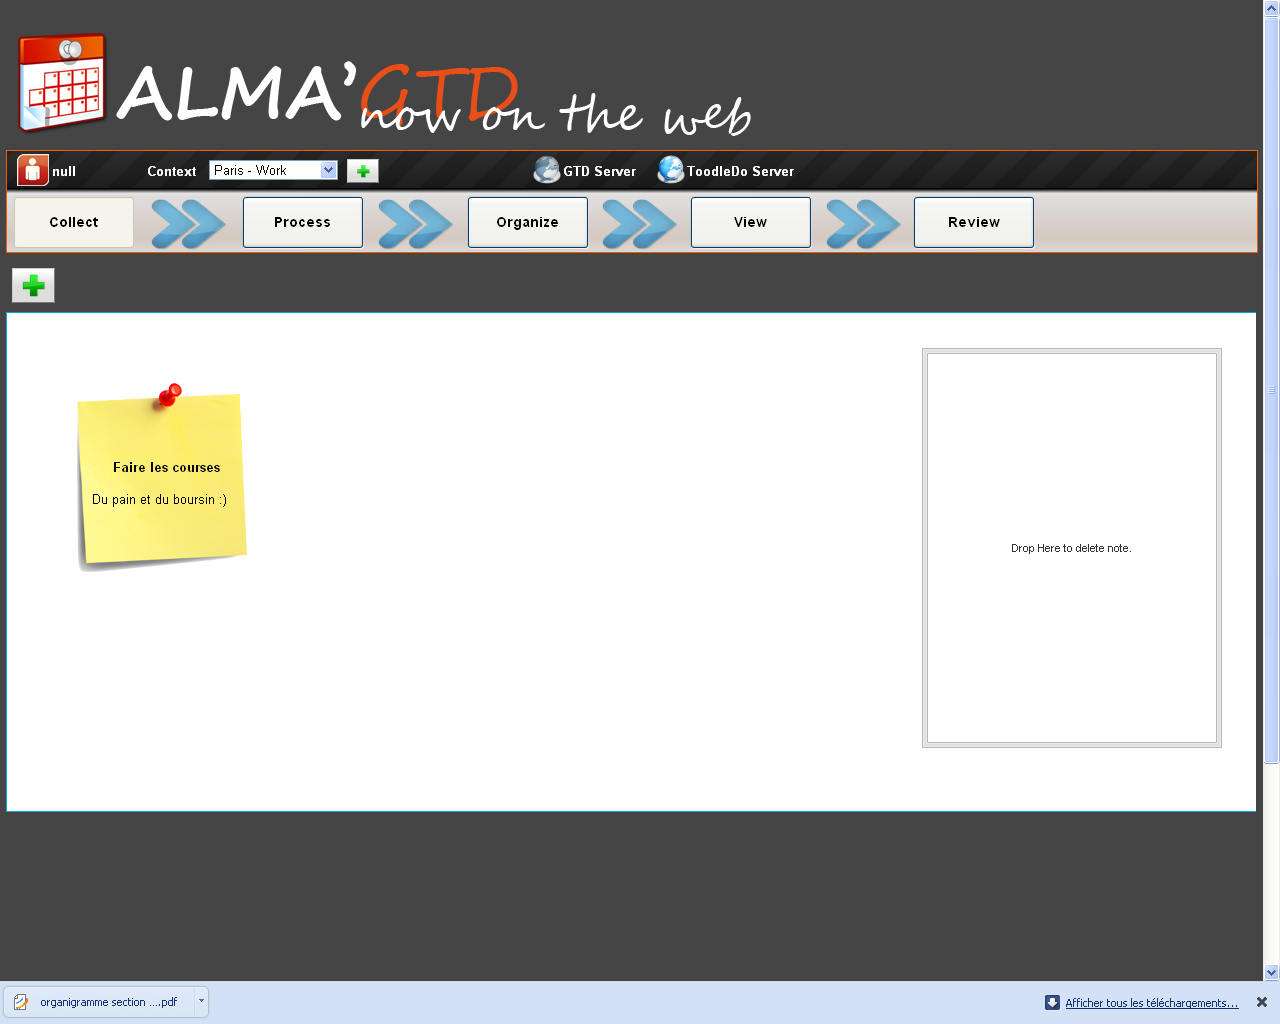 ALMA'GTD
now on the web
null Context Paris - Work GTD Server ToodleDo Server
Collect Process Organize View Review
Faire les courses
Du pain et du boursin :)
Drop Here to delete note.
organigramme section ....pdf Afficher tous les téléchargements...